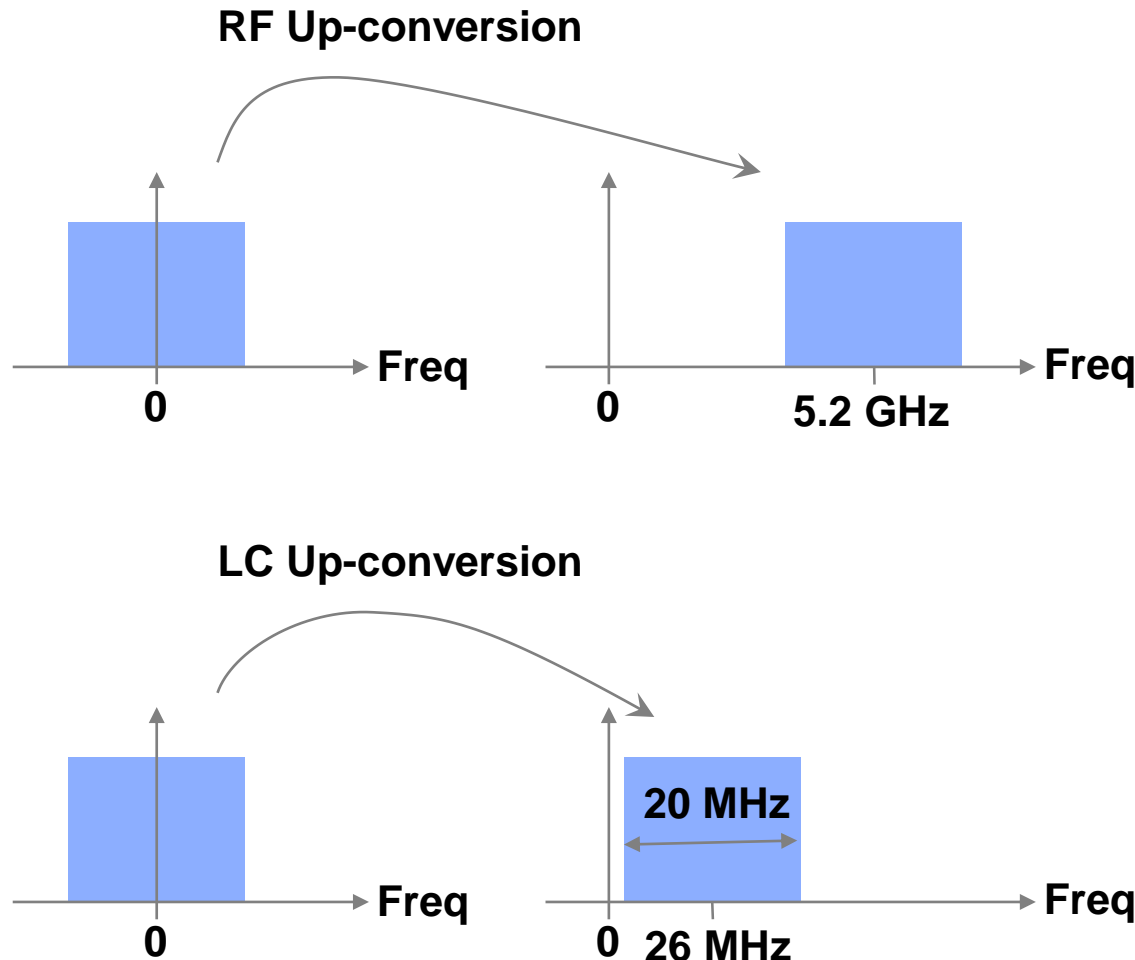 RF Up-conversion
Freq
Freq
0
0
5.2 GHz
LC Up-conversion
20 MHz
Freq
Freq
0
0
26 MHz